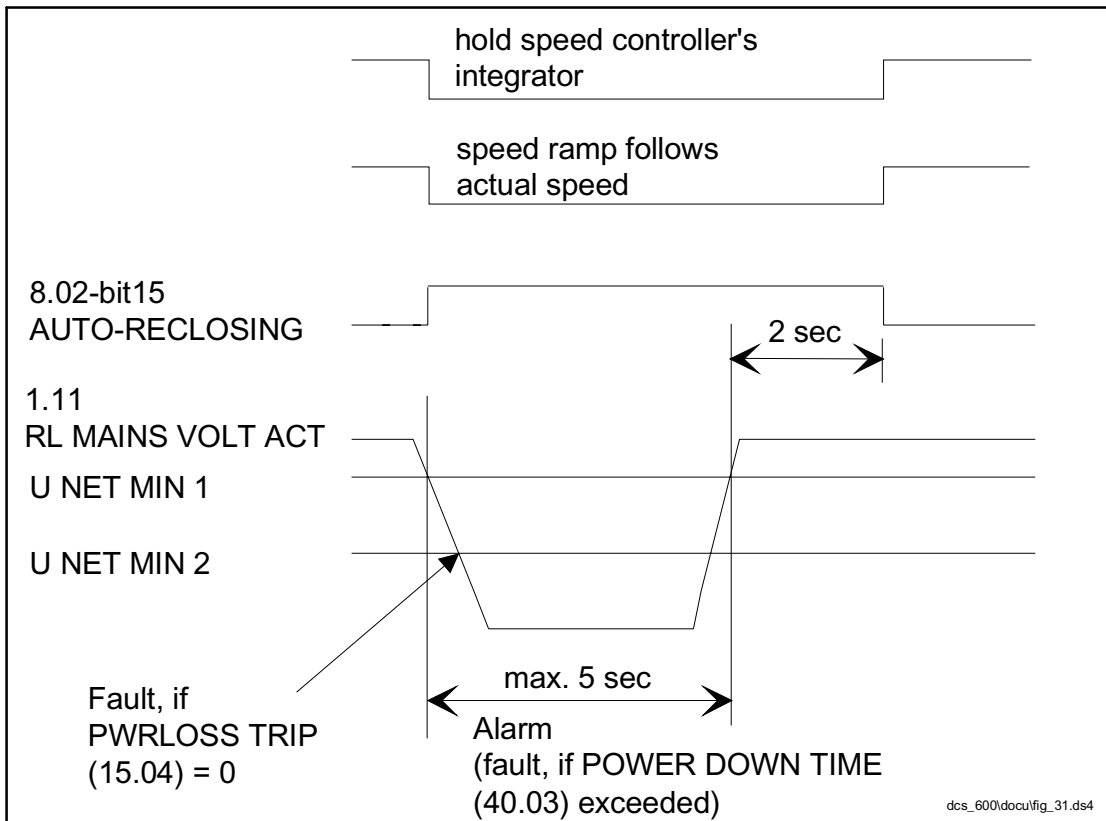 hold speed controller's
integrator
speed ramp follows
actual speed
8.02-bit15
AUTO-RECLOSING
2 sec
1.11
RL MAINS VOLT ACT
U NET MIN 1
U NET MIN 2
max. 5 sec
Fault, if
PWRLOSS TRIP
(15.04) = 0
Alarm
(fault, if POWER DOWN TIME
(40.03) exceeded)
dcs_600\docu\fig_31.ds4